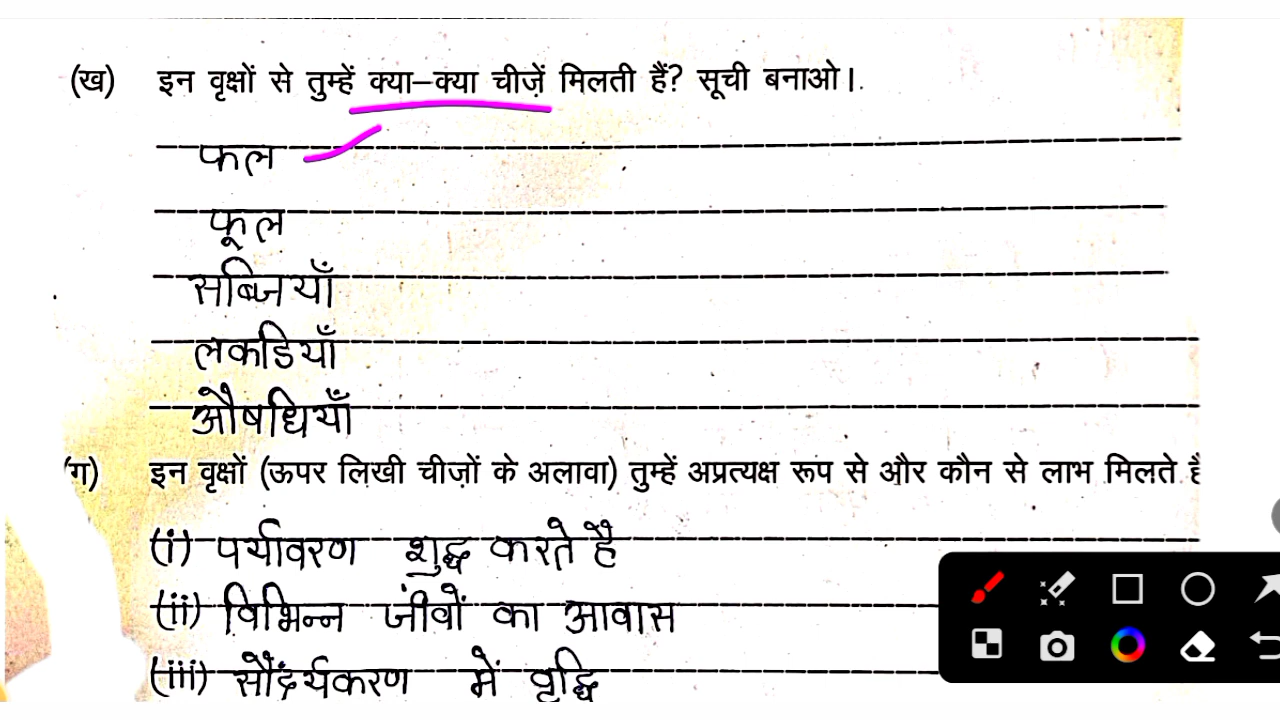 (ख) इन वृक्षों से तुम्हें क्या–क्या चीज़ें मिलती हैं? सूची बनाओ।
फल
फूल
सब्जियाँ
लकडियाँ
औषधियाँ
(ग) इन वृक्षों (ऊपर लिखी चीज़ों के अलावा) तुम्हें अप्रत्यक्ष रूप से और कौन से लाभ मिलते है
(i) पर्यावरण शुद्ध करते है
(ii) विभिन्न जीवों का आवास
(iii) सौंदर्यकरण में वृद्धि